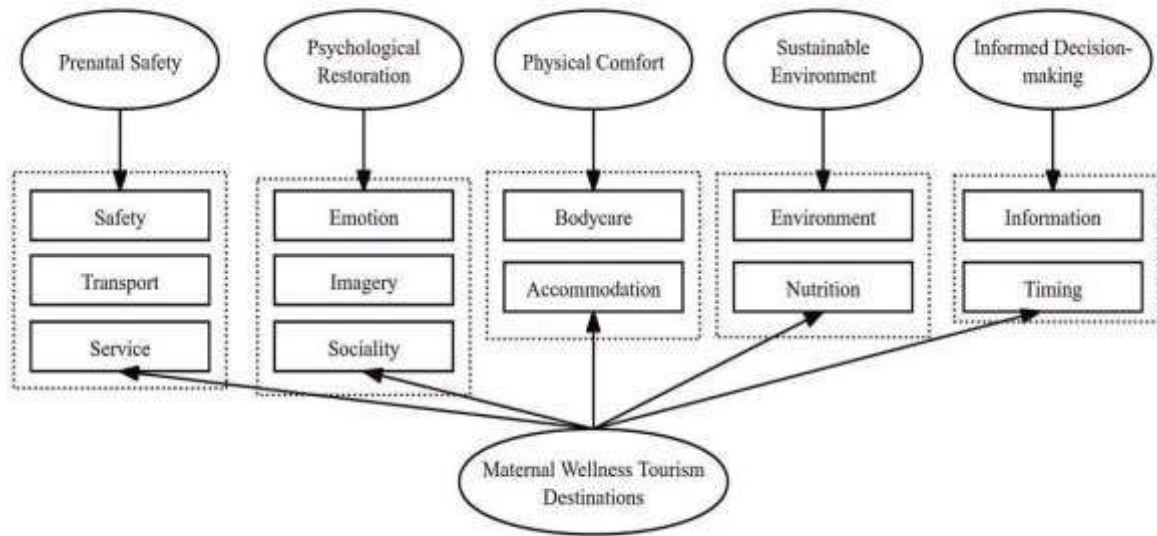 Prenatal Safety
Psychological
Restoration
Physical Comfort
Sustainable
Environment
Informed Decision-
making
Safety
Emotion
Bodycare
Environment
Information
Transport
Imagery
Accommodation
Nutrition
Timing
Service
Sociality
Maternal Wellness Tourism
Destinations